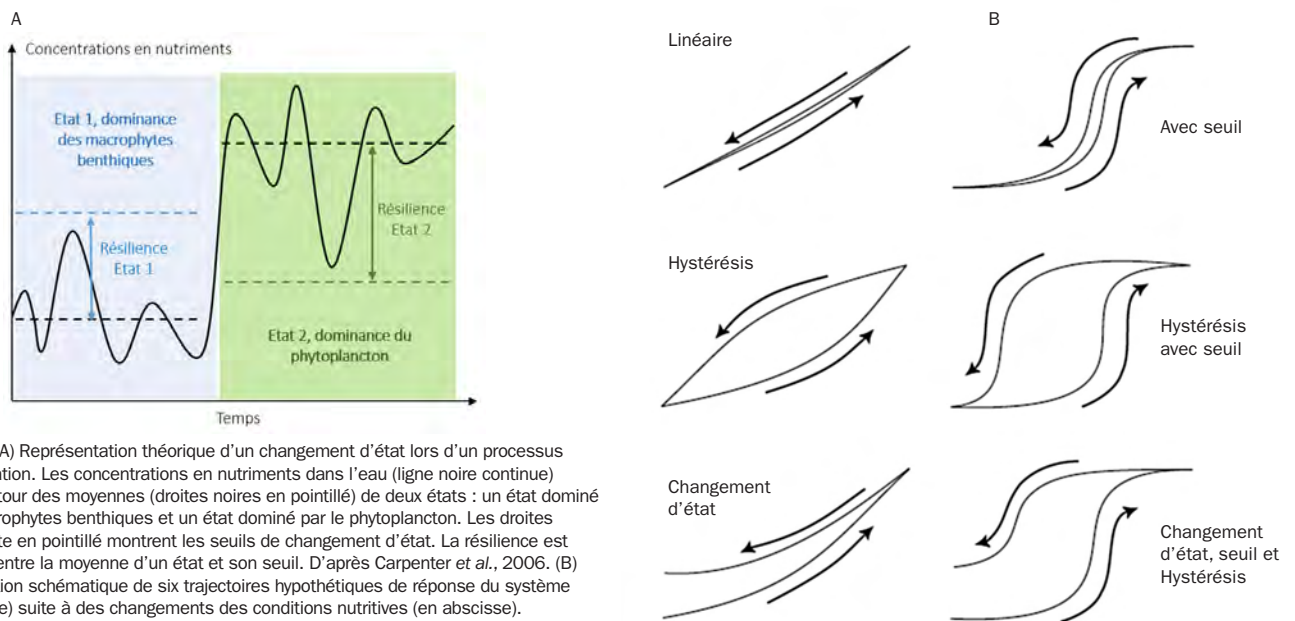 A
Concentrations en nutriments
Etat 1, dominance
des macrophytes
benthiques
Résilience
Etat 1
Résilience
Etat 2
Etat 2, dominance du
phytoplancton
Temps
A) Représentation théorique d’un changement d’état lors d’un processus
tion. Les concentrations en nutriments dans l’eau (ligne noire continue)
tour des moyennes (droites noires en pointillé) de deux états : un état dominé
rophytes benthiques et un état dominé par le phytoplancton. Les droites
te en pointillé montrent les seuils de changement d’état. La résilience est
entre la moyenne d’un état et son seuil. D’après Carpenter et al., 2006. (B)
tion schématique de six trajectoires hypothétiques de réponse du système
e) suite à des changements des conditions nutritives (en abscisse).
B
Linéaire
Avec seuil
Hystérésis
Hystérésis
avec seuil
Changement
d’état
Changement
d’état, seuil et
Hystérésis